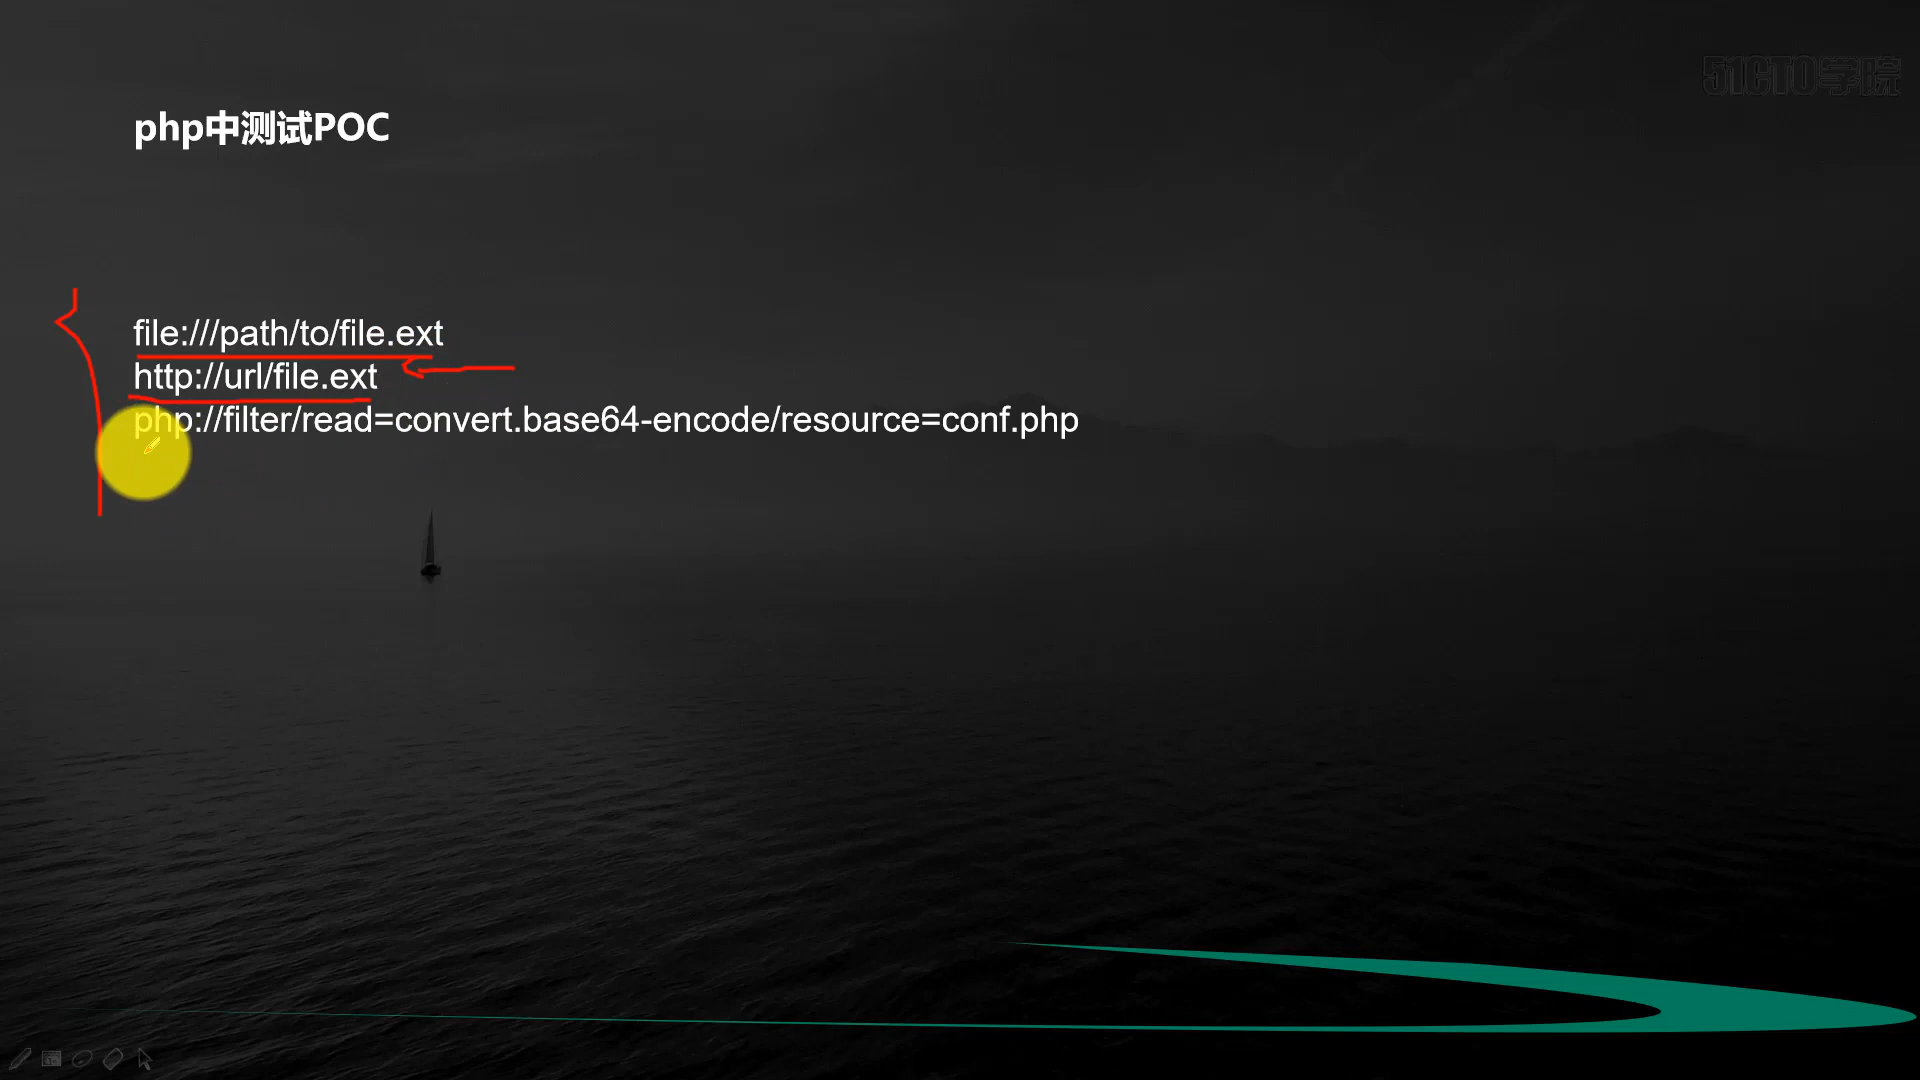 51CTO学院
php中测试POC
file:///path/to/file.ext
http://url/file.ext
php://filter/read=convert.base64-encode/resource=conf.php